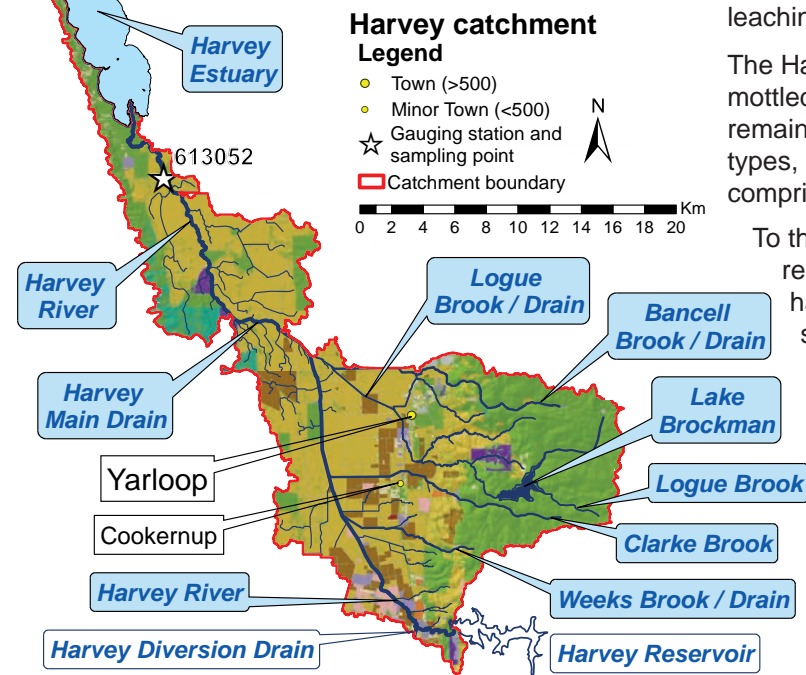 Harvey catchment
Legend
Town (>500)
Minor Town (<500)
Gauging station and
sampling point
Catchment boundary
N
Km
0 2 4 6 8 10 12 14 16 18 20
Harvey
Estuary
613052
Harvey
River
Logue
Brook / Drain
Bancell
Brook / Drain
Harvey
Main Drain
Lake
Brockman
Yarloop
Logue Brook
Cookernup
Clarke Brook
Harvey River
Weeks Brook / Drain
Harvey Diversion Drain
Harvey Reservoir
The Ha
mottled
remain
types,
compri
To th
re
ha
s